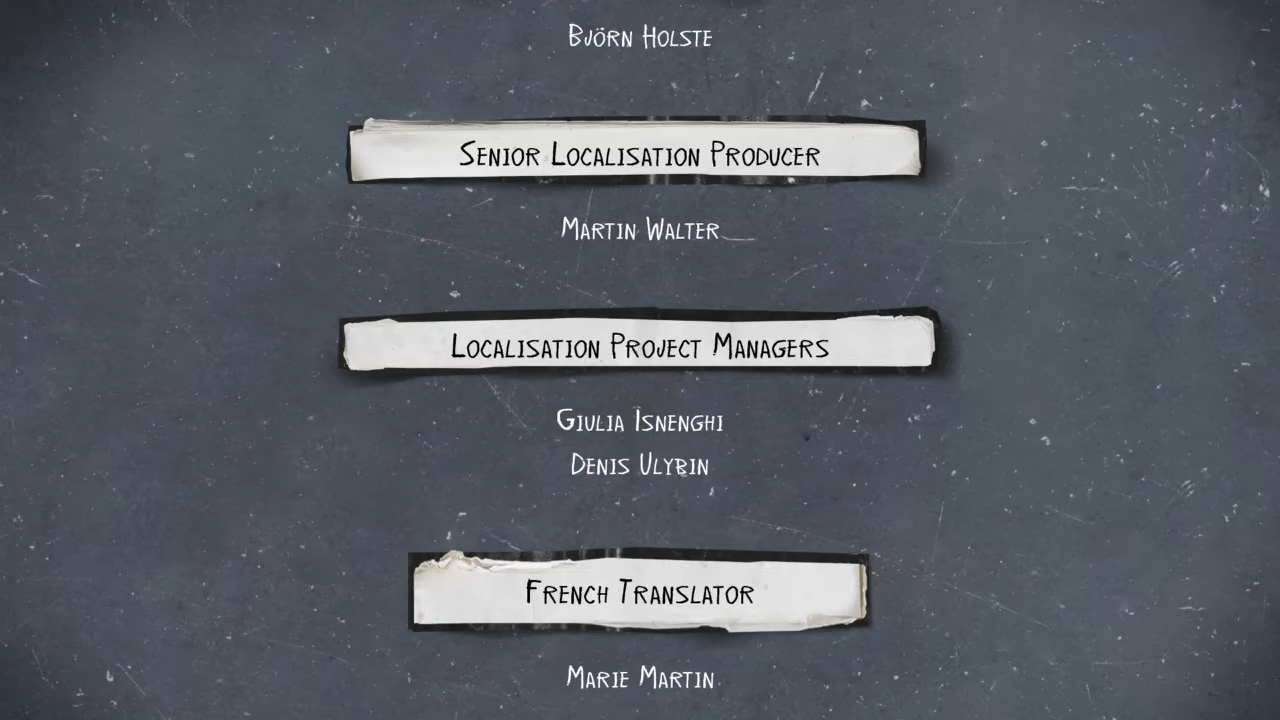 Björn Holste
Senior Localisation Producer
Martin Walter
Localisation Project Managers
Giulia Isnenghi
Denis Ulybin
French Translator
Marie Martin